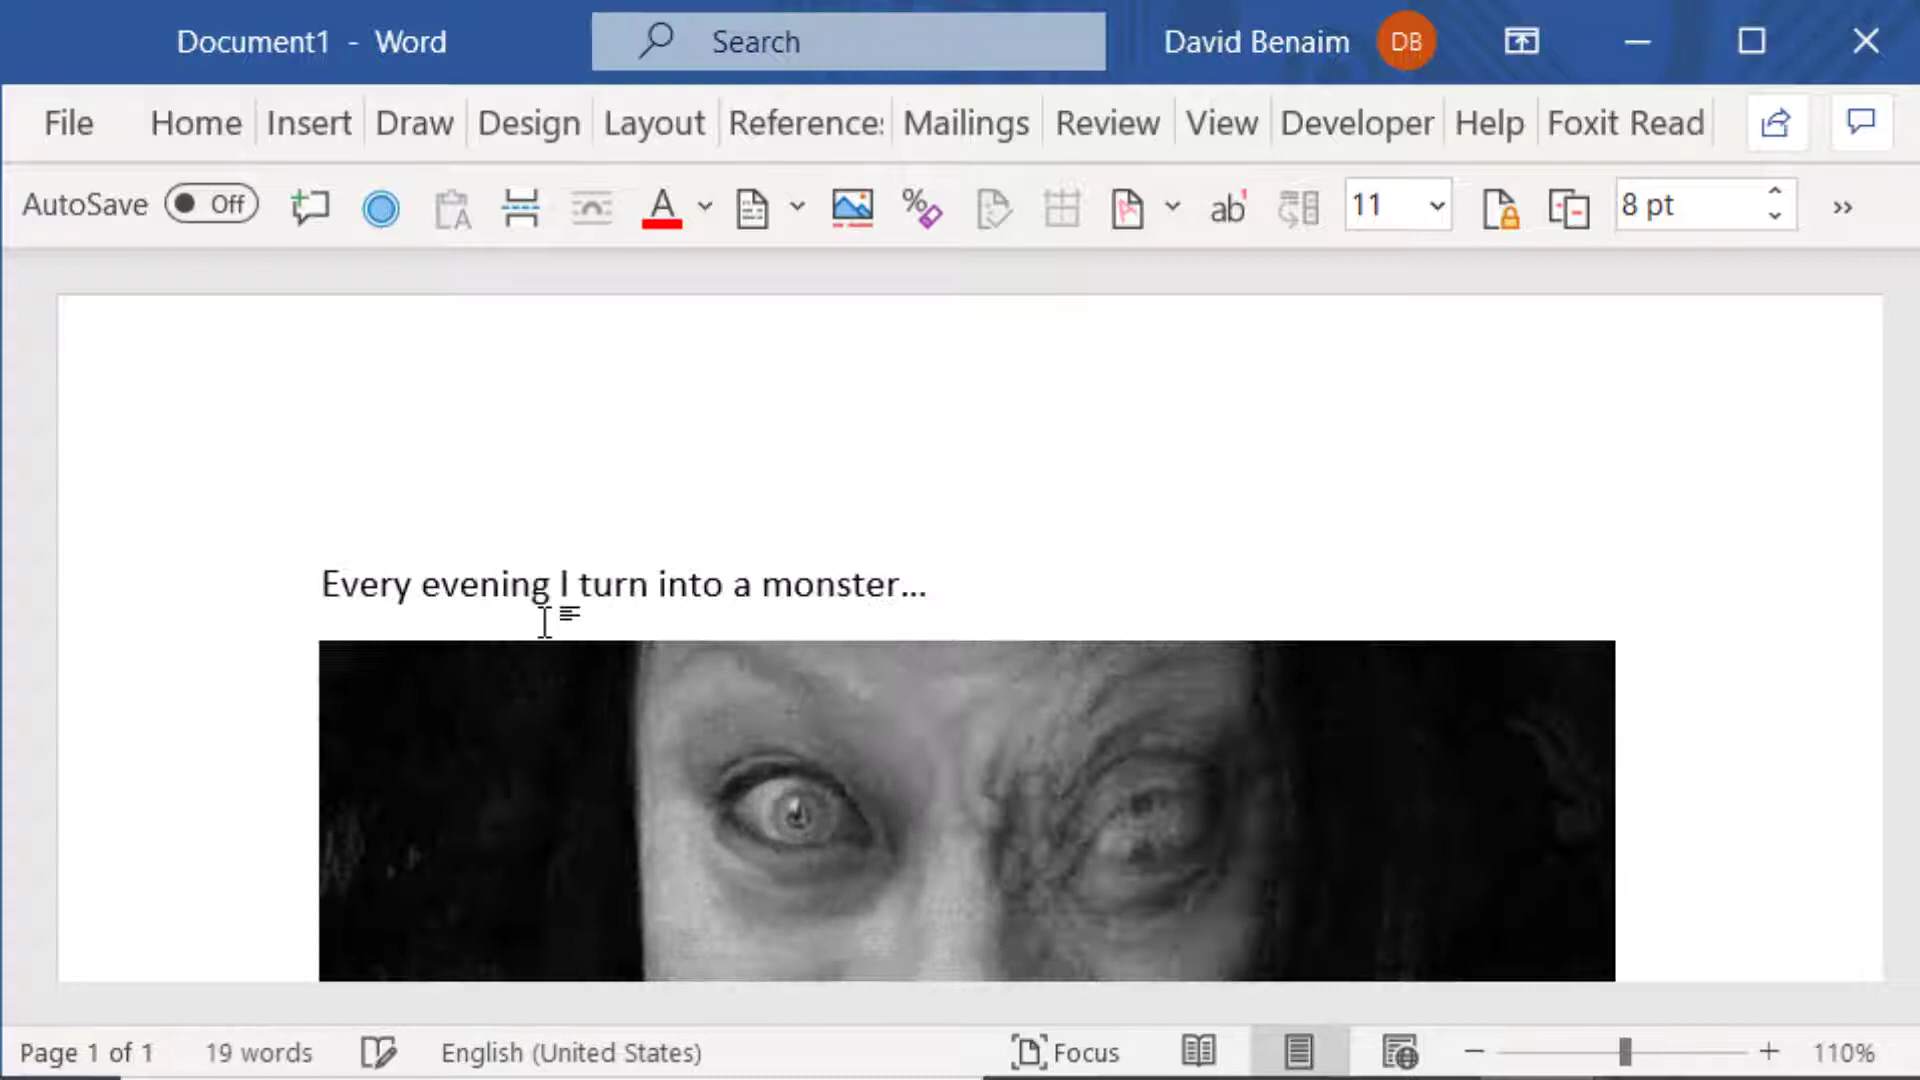 Document1 - Word
Search
David Benaim
DB
File Home Insert Draw Design Layout References Mailings Review View Developer Help Foxit Read
AutoSave Off
A
A
%
ab
11
8 pt
Every evening I turn into a monster...
Page 1 of 1 19 words English (United States) Focus 110%